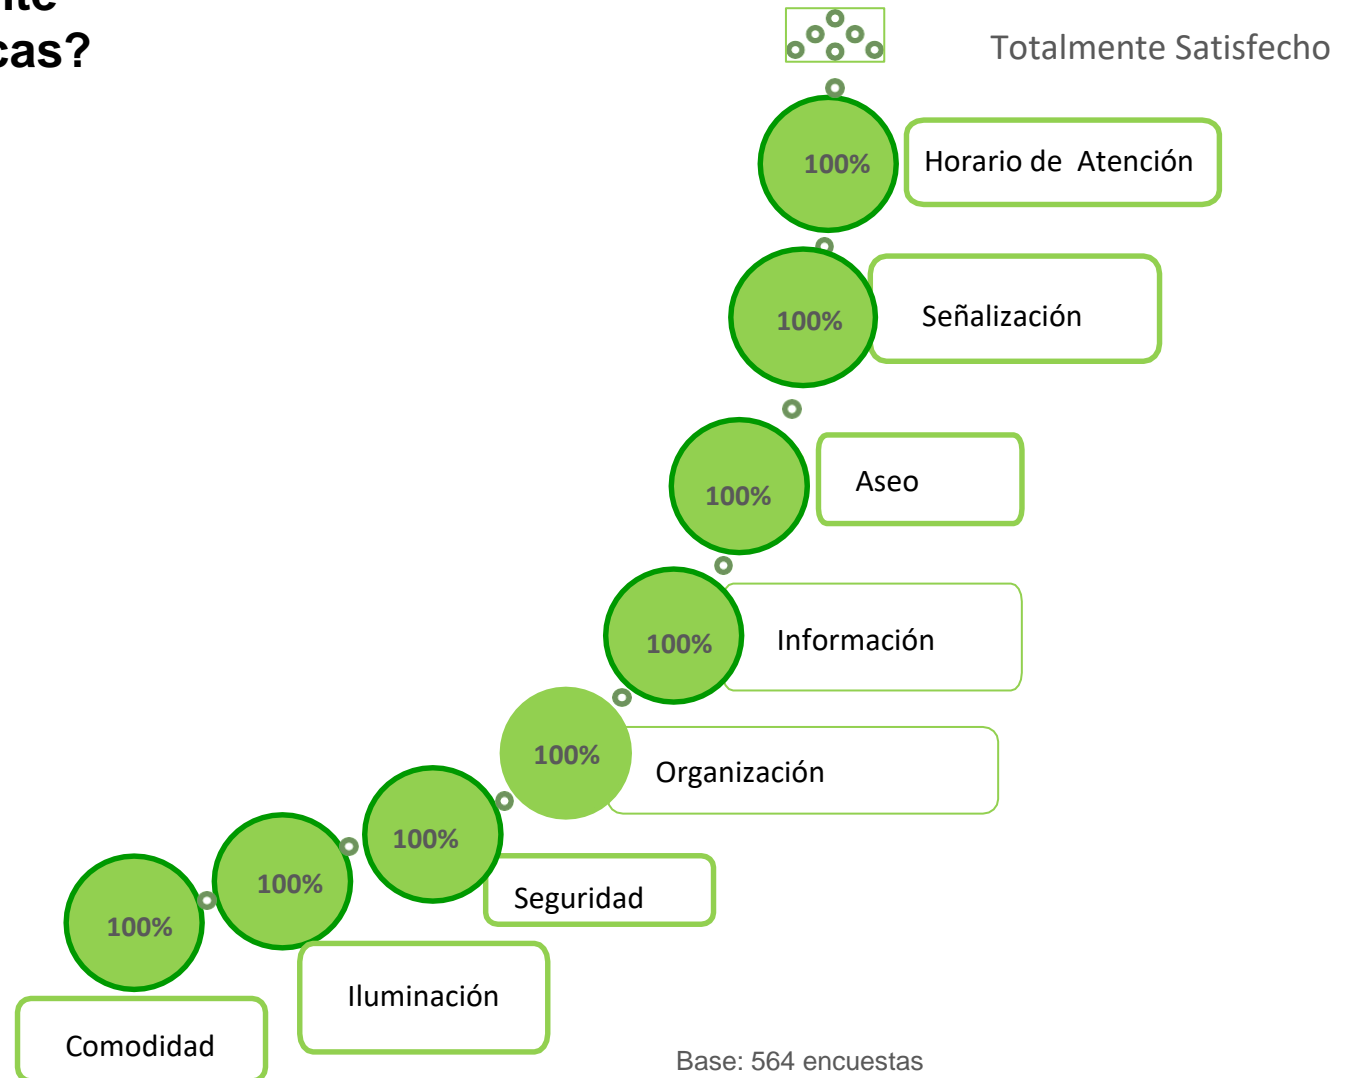 cas?
Totalmente Satisfecho
100%
Horario de Atención
100%
Señalización
100%
Aseo
100%
Información
100%
Organización
100%
Seguridad
100%
Iluminación
100%
Comodidad
Base: 564 encuestas